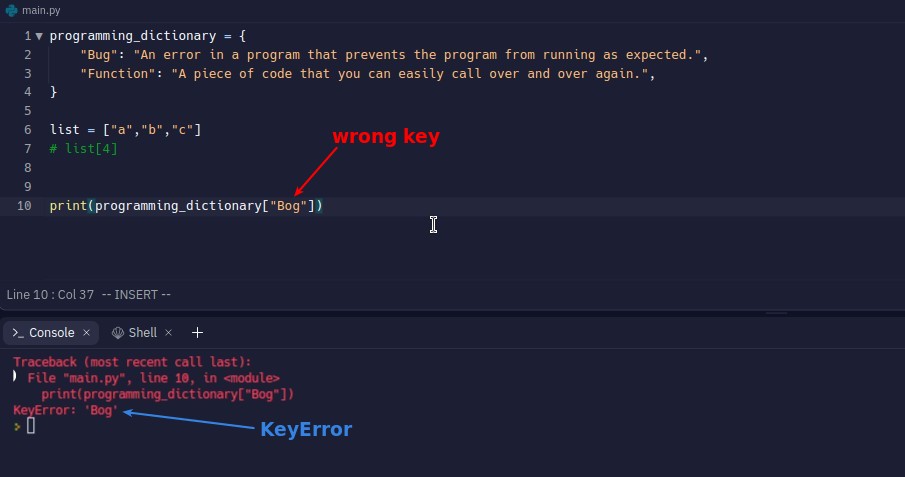 main.py
1 programming_dictionary = {
2 "Bug": "An error in a program that prevents the program from running as expected.",
3 "Function": "A piece of code that you can easily call over and over again.",
4 }
5
6 list = ["a","b","c"]
wrong key
7 # list[4]
8
9
10 print(programming_dictionary["Bog"])
Line 10 : Col 37 -- INSERT --
>_ Console × Shell × +
Traceback (most recent call last):
File "main.py", line 10, in <module>
print(programming_dictionary["Bog"])
KeyError: 'Bog'
KeyError